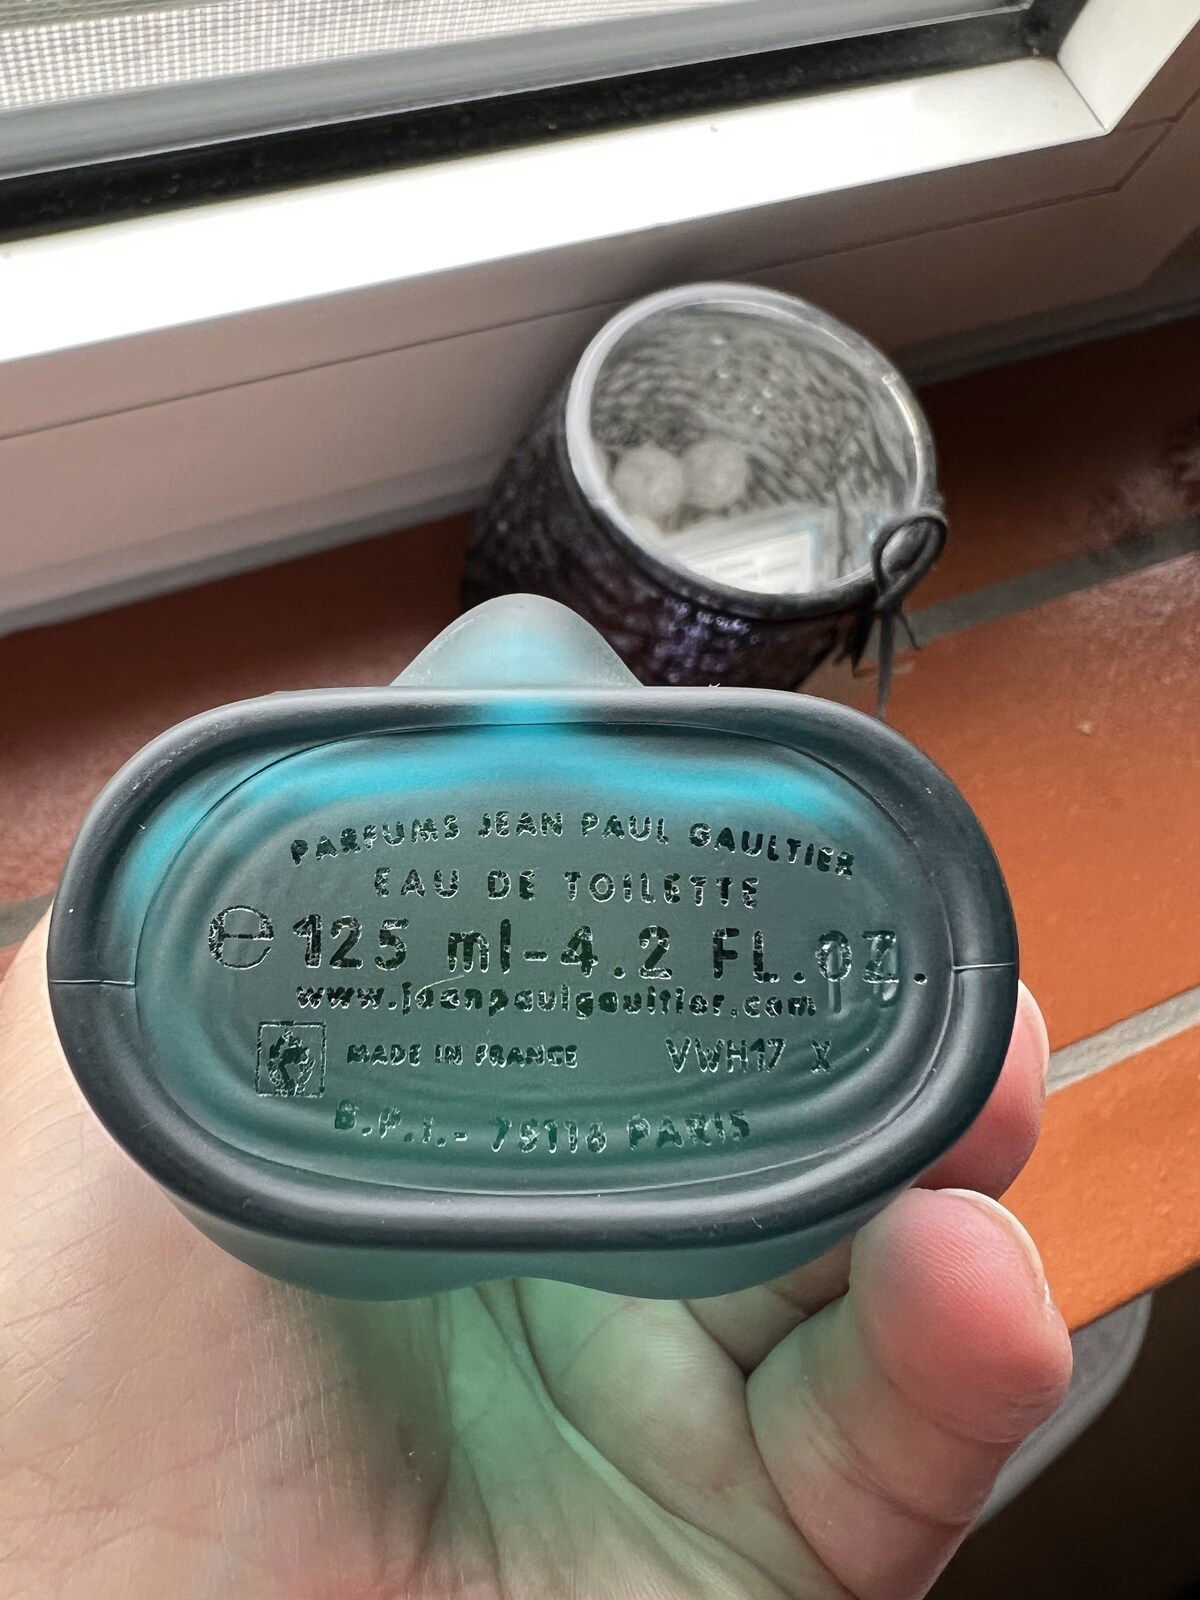 PARFUMS JEAN PAUL GAULTIER
EAU DE TOILETTE
e 125 ml-4.2 FL.OZ.
www.jeanpaulgaultier.com
MADE IN FRANCE VWH17 X
B.P.I.- 75116 PARIS